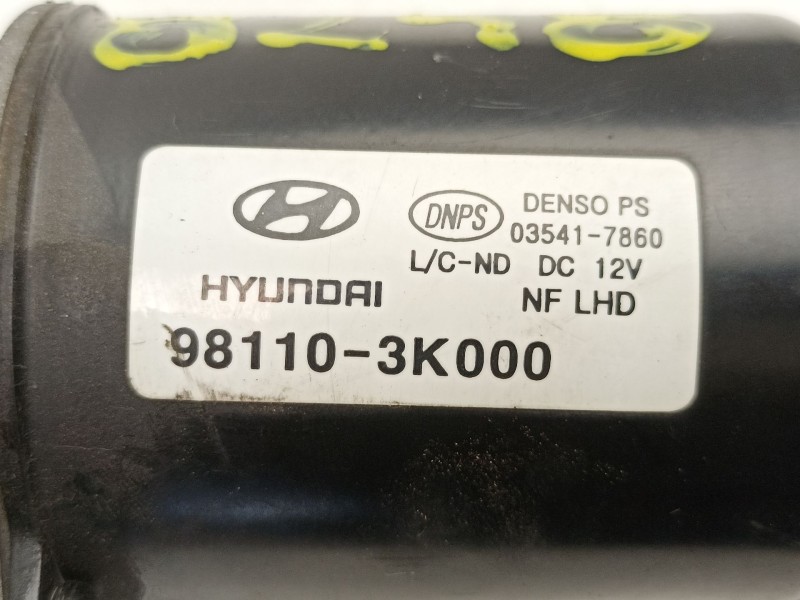 DNPS
DENSO PS
03541-7860
L/C-ND DC 12V
HYUNDAI
NF LHD
98110-3K000